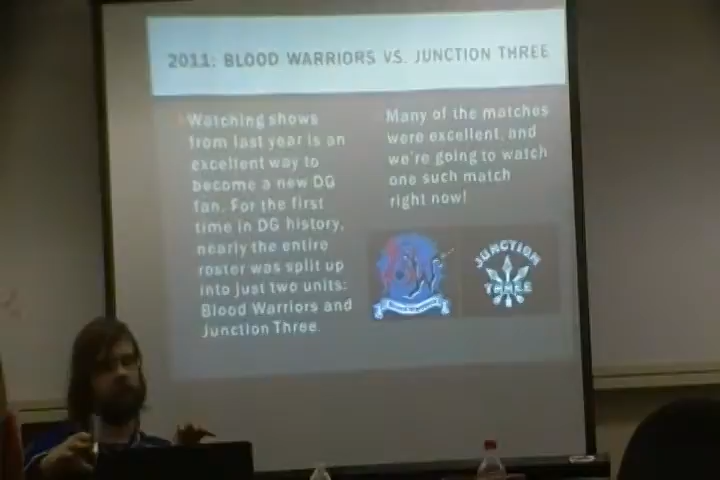 2011: BLOOD WARRIORS VS. JUNCTION THREE
Watching shows
from last year is an
excellent way to
become a new DG
fan. For the first
time in DG history,
nearly the entire
roster was split up
into just two units:
Blood Warriors and
Junction Three.
Many of the matches
were excellent, and
we're going to watch
one such match
right now!
Blood Warriors
JUNCTION
THREE